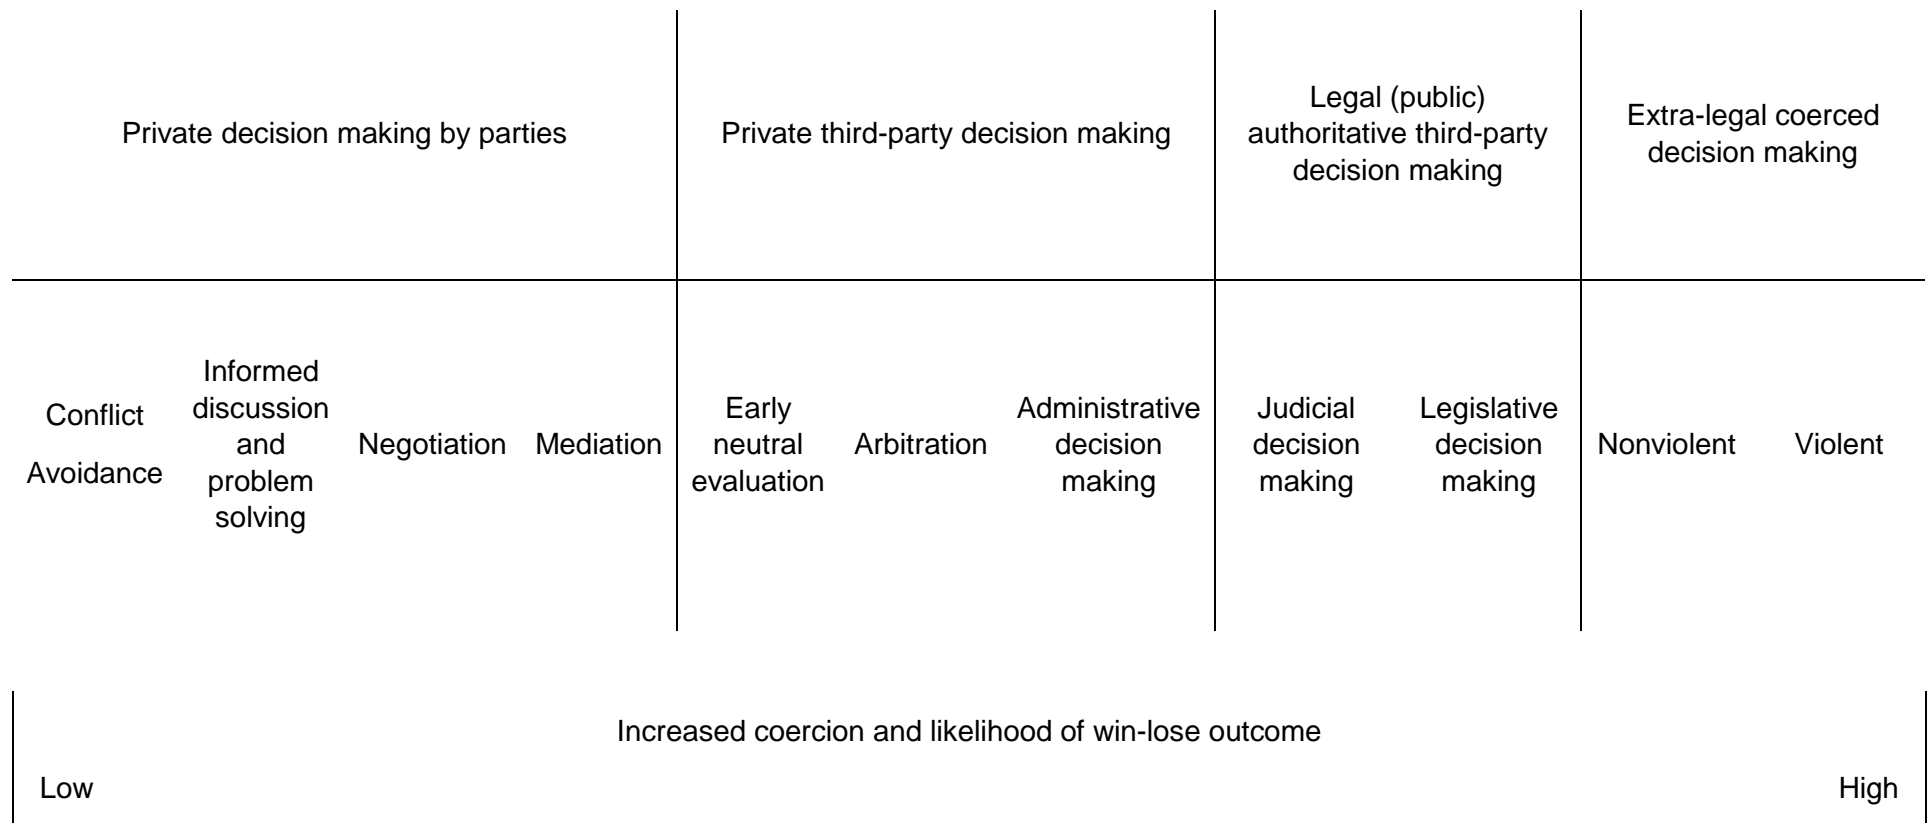 Private decision making by parties
Private third-party decision making
Legal (public)
authoritative third-party
decision making
Extra-legal coerced
decision making
Conflict
Avoidance
Informed
discussion
and
problem
solving
Negotiation
Mediation
Early
neutral
evaluation
Arbitration
Administrative
decision
making
Judicial
decision
making
Legislative
decision
making
Nonviolent
Violent
Increased coercion and likelihood of win-lose outcome
Low
High